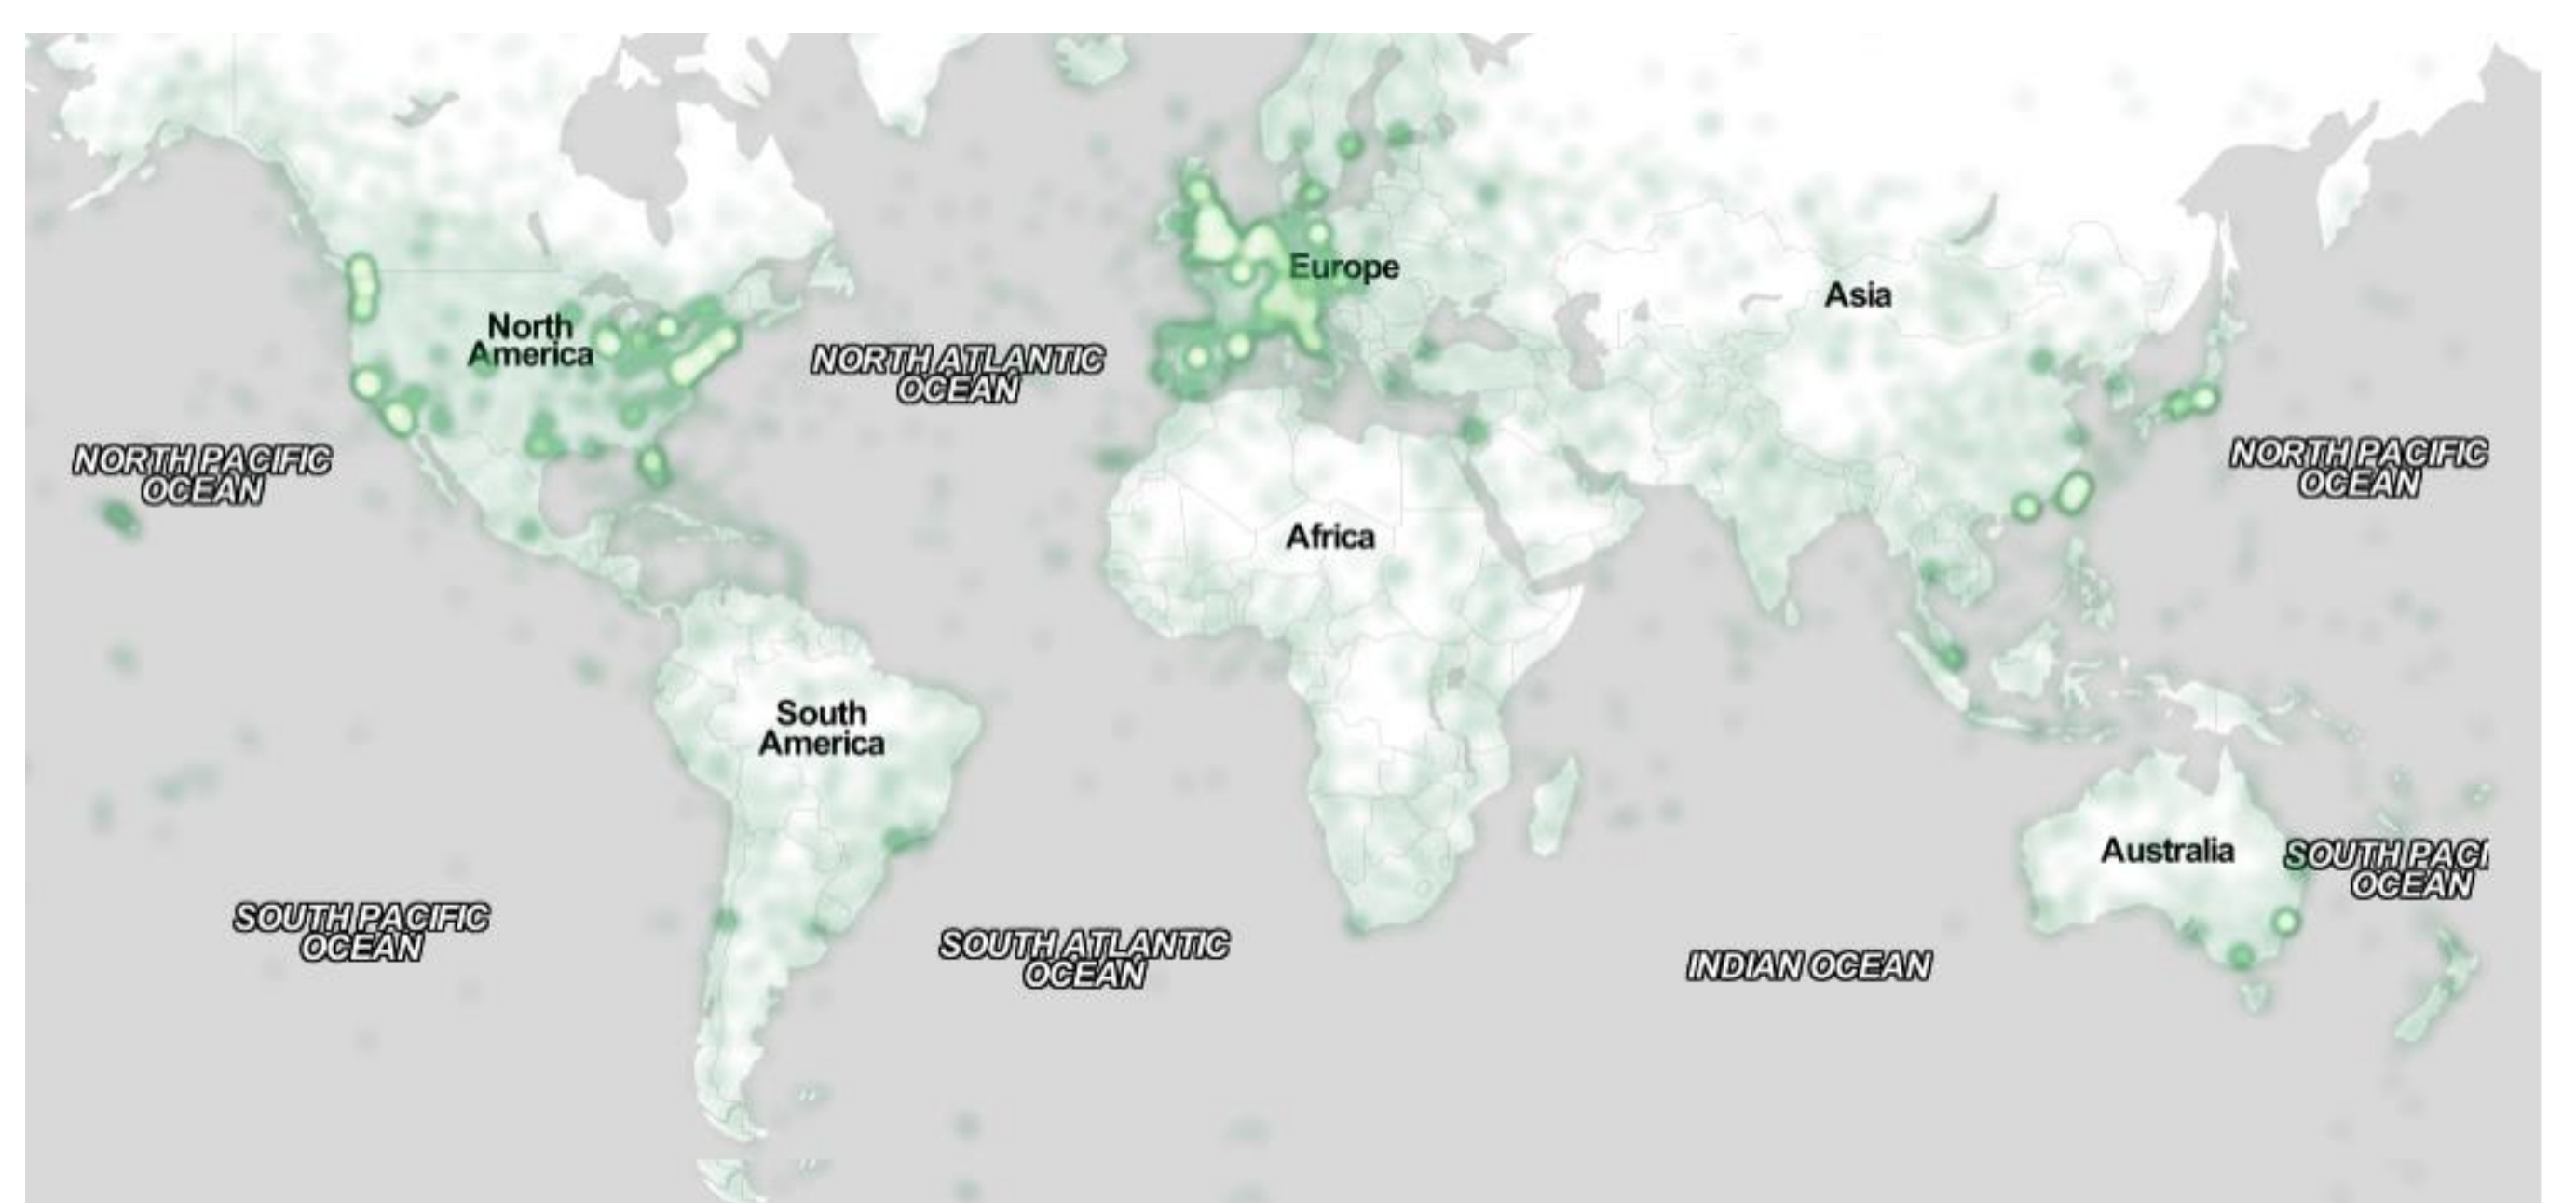 Europe
Asia
North
America
NORTH ATLANTIC
OCEAN
NORTH PACIFIC
OCEAN
NORTH PACIFIC
OCEAN
Africa
South
America
Australia
SOUTH PACI
OCEAN
SOUTH PACIFIC
OCEAN
SOUTH ATLANTIC
OCEAN
INDIAN OCEAN